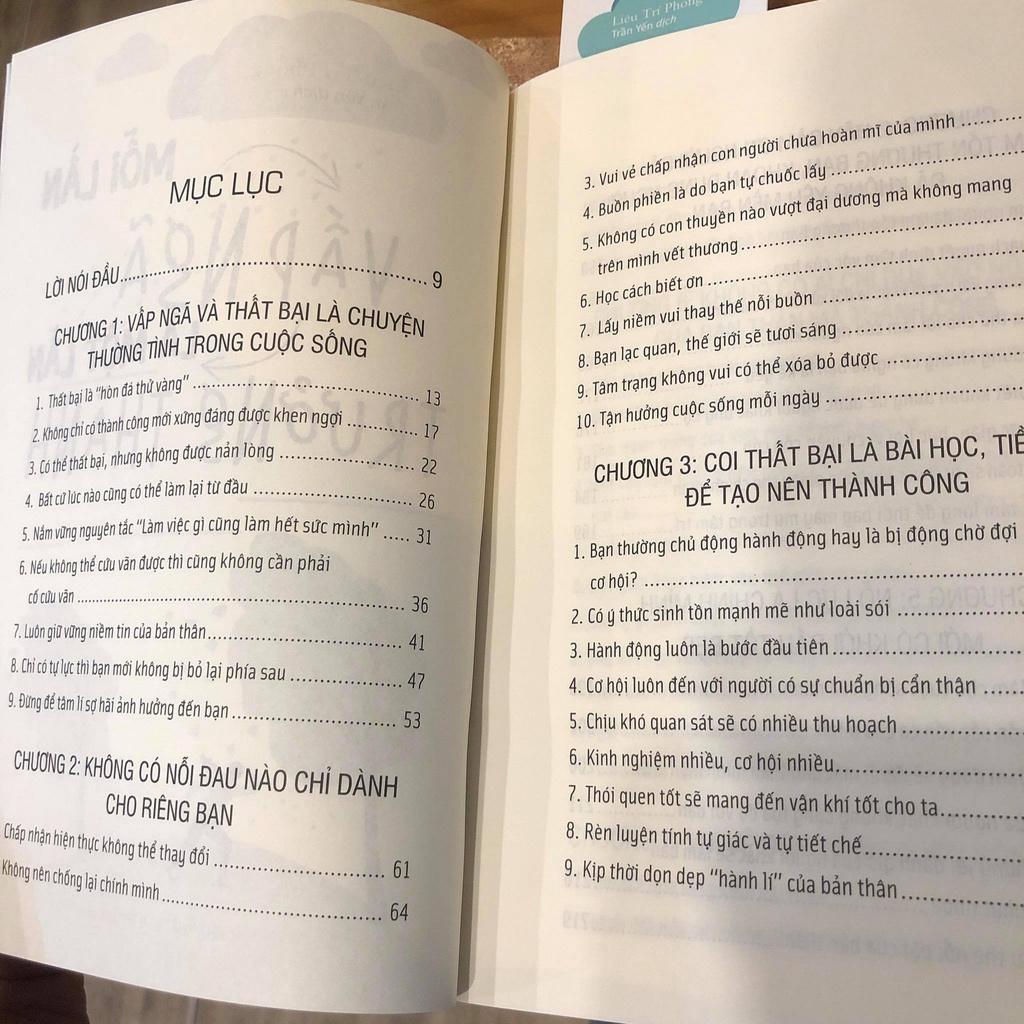 Liêu Trí Phong
Trần Yến dịch
MỤC LỤC
LỜI NÓI ĐẦU.......................................................... 9
CHƯƠNG 1: VẤP NGÃ VÀ THẤT BẠI LÀ CHUYỆN
THƯỜNG TÌNH TRONG CUỘC SỐNG
1. Thất bại là “hòn đá thử vàng” .......................................... 13
2. Không chỉ có thành công mới xứng đáng được khen ngợi ............. 17
3. Có thể thất bại, nhưng không được nản lòng ........................ 22
4. Bất cứ lúc nào cũng có thể làm lại từ đầu ........................... 26
5. Nắm vững nguyên tắc “Làm việc gì cũng làm hết sức mình” ..... 31
6. Nếu không thể cứu vãn được thì cũng không cần phải
cố cứu vãn ...................................................... 36
7. Luôn giữ vững niềm tin của bản thân................................. 41
8. Chỉ có tự lực thì bạn mới không bị bỏ lại phía sau ................... 47
9. Đừng để tâm lí sợ hãi ảnh hưởng đến bạn ............................ 53
CHƯƠNG 2: KHÔNG CÓ NỖI ĐAU NÀO CHỈ DÀNH
CHO RIÊNG BẠN
Chấp nhận hiện thực không thể thay đổi ............................ 61
Không nên chống lại chính mình...................................... 64
3. Vui vẻ chấp nhận con người chưa hoàn mĩ của mình ..........
4. Buồn phiền là do bạn tự chuốc lấy ..............................
5. Không có con thuyền nào vượt đại dương mà không mang
trên mình vết thương..........................................
6. Học cách biết ơn ...............................................
7. Lấy niềm vui thay thế nỗi buồn ................................
8. Bạn lạc quan, thế giới sẽ tươi sáng ............................
9. Tâm trạng không vui có thể xóa bỏ được .....................
10. Tận hưởng cuộc sống mỗi ngày ..............................
CHƯƠNG 3: COI THẤT BẠI LÀ BÀI HỌC, TIỀ
ĐỂ TẠO NÊN THÀNH CÔNG
1. Bạn thường chủ động hành động hay là bị động chờ đợi
cơ hội? .........................................................
2. Có ý thức sinh tồn mạnh mẽ như loài sói ....................
3. Hành động luôn là bước đầu tiên.............................
4. Cơ hội luôn đến với người có sự chuẩn bị cẩn thận .......
5. Chịu khó quan sát sẽ có nhiều thu hoạch ..................
6. Kinh nghiệm nhiều, cơ hội nhiều............................
7. Thói quen tốt sẽ mang đến vận khí tốt cho ta.............
8. Rèn luyện tính tự giác và tự tiết chế........................
9. Kịp thời dọn dẹp “hành lí” của bản thân...................